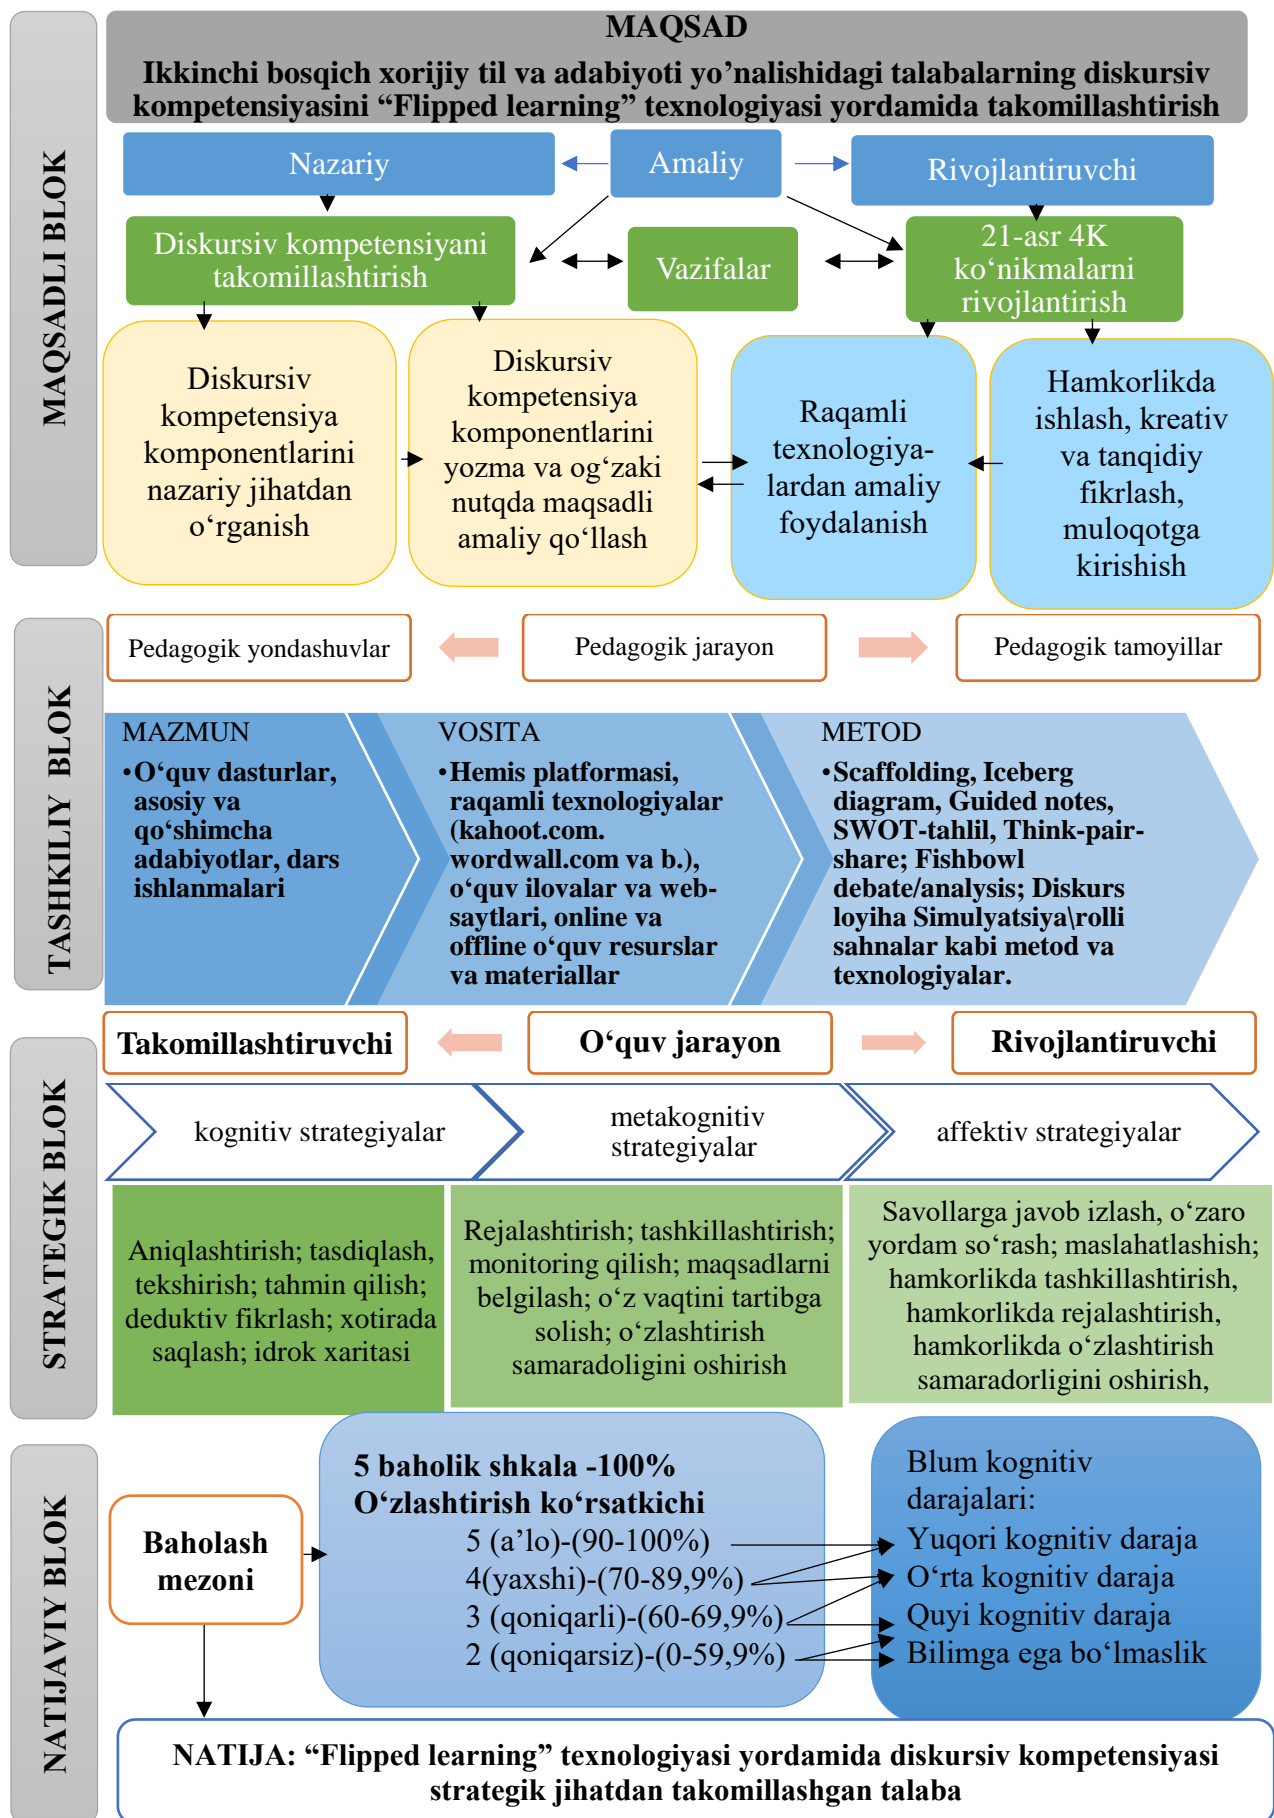 MAQSADLI BLOK
MAQSAD
Ikkinchi bosqich xorijiy til va adabiyoti yo’nalishidagi talabalarning diskursiv
kompetensiyasini “Flipped learning” texnologiyasi yordamida takomillashtirish
Nazariy
Amaliy
Rivojlantiruvchi
Diskursiv kompetensiyani
takomillashtirish
Vazifalar
21-asr 4K
ko‘nikmalarni
rivojlantirish
Diskursiv
kompetensiya
komponentlarini
nazariy jihatdan
o‘rganish
Diskursiv
kompetensiya
komponentlarini
yozma va og‘zaki
nutqda maqsadli
amaliy qo‘llash
Raqamli
texnologiya-
lardan amaliy
foydalanish
Hamkorlikda
ishlash, kreativ
va tanqidiy
fikrlash,
muloqotga
kirishish
TASHKILIY BLOK
Pedagogik yondashuvlar
Pedagogik jarayon
Pedagogik tamoyillar
MAZMUN
•O‘quv dasturlar,
asosiy va
qo‘shimcha
adabiyotlar, dars
ishlanmalari
VOSITA
•Hemis platformasi,
raqamli texnologiyalar
(kahoot.com.
wordwall.com va b.),
o‘quv ilovalar va web-
saytlari, online va
offline o‘quv resurslar
va materiallar
METOD
•Scaffolding, Iceberg
diagram, Guided notes,
SWOT-tahlil, Think-pair-
share; Fishbowl
debate/analysis; Diskurs
loyiha Simulyatsiya\rolli
sahnalar kabi metod va
texnologiyalar.
STRATEGIK BLOK
Takomillashtiruvchi
O‘quv jarayon
Rivojlantiruvchi
kognitiv strategiyalar
metakognitiv
strategiyalar
affektiv strategiyalar
Aniqlashtirish; tasdiqlash,
tekshirish; tahmin qilish;
deduktiv fikrlash; xotirada
saqlash; idrok xaritasi
Rejalashtirish; tashkillashtirish;
monitoring qilish; maqsadlarni
belgilash; o‘z vaqtini tartibga
solish; o‘zlashtirish
samaradoligini oshirish
Savollarga javob izlash, o‘zaro
yordam so‘rash; maslahatlashish;
hamkorlikda tashkillashtirish,
hamkorlikda rejalashtirish,
hamkorlikda o‘zlashtirish
samaradorligini oshirish,
NATIJAVIY BLOK
Baholash
mezoni
5 baholik shkala -100%
O‘zlashtirish ko‘rsatkichi
5 (a’lo)-(90-100%)
4(yaxshi)-(70-89,9%)
3 (qoniqarli)-(60-69,9%)
2 (qoniqarsiz)-(0-59,9%)
Blum kognitiv
darajalari:
Yuqori kognitiv daraja
O‘rta kognitiv daraja
Quyi kognitiv daraja
Bilimga ega bo‘lmaslik
NATIJA: “Flipped learning” texnologiyasi yordamida diskursiv kompetensiyasi
strategik jihatdan takomillashgan talaba